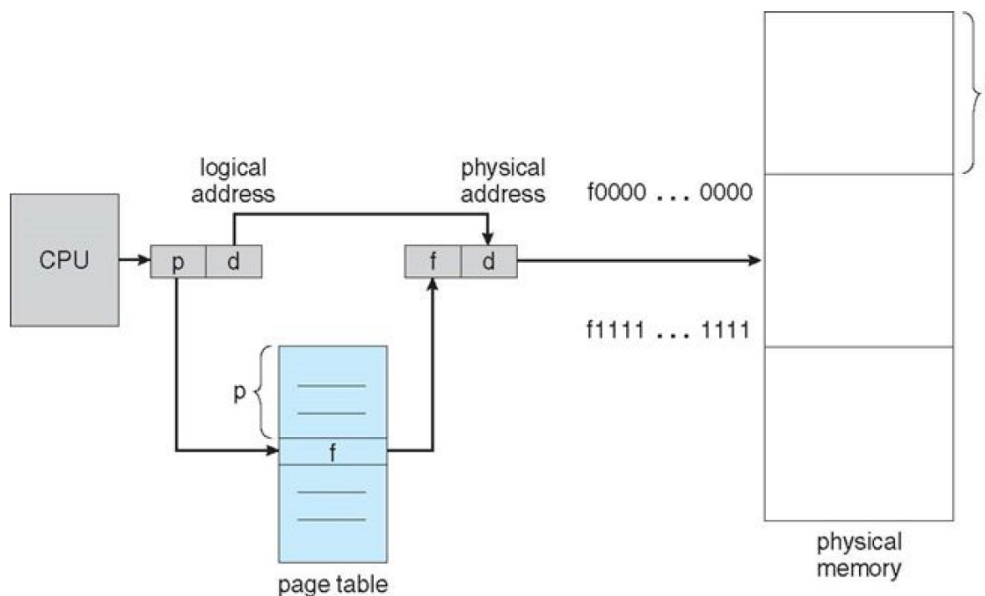 logical
address
physical
address
f0000 ... 0000
CPU
p
d
f
d
f1111 ... 1111
p
f
page table
physical
memory